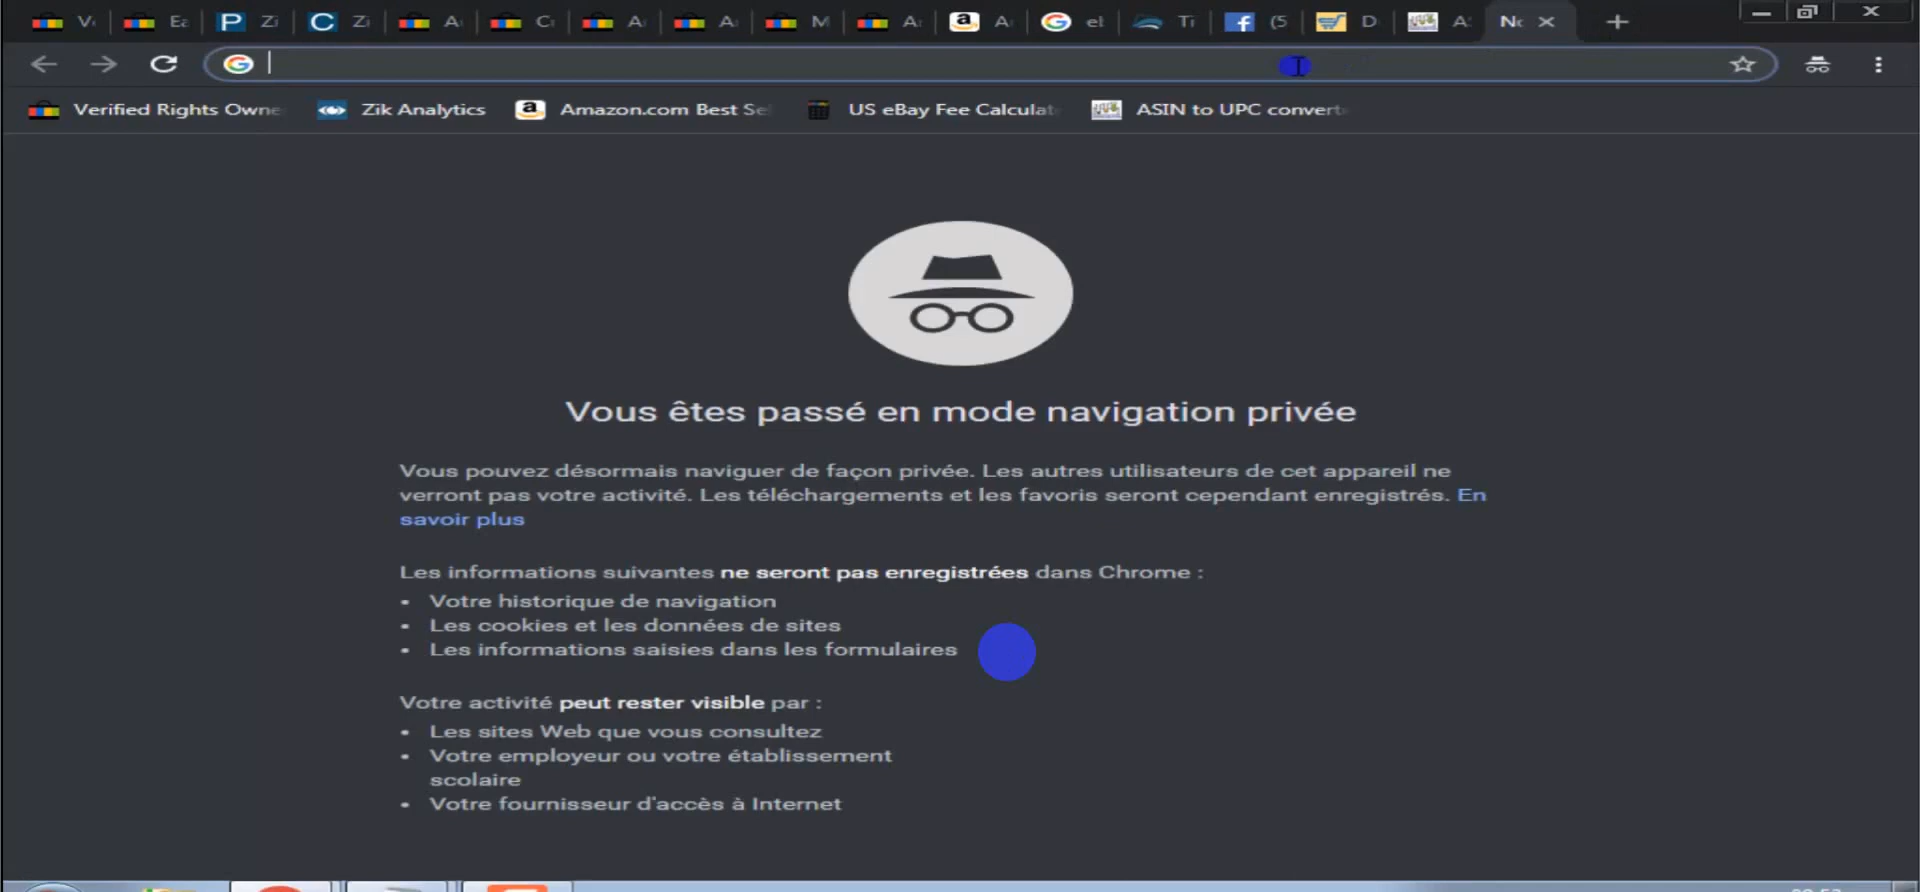 Zi
Zi
M
Ti
(5
D
Verified Rights Owne
Zik Analytics
Amazon.com Best Se
US eBay Fee Calculat
ASIN to UPC convert
Vous êtes passé en mode navigation privée
Vous pouvez désormais naviguer de façon privée. Les autres utilisateurs de cet appareil ne
verront pas votre activité. Les téléchargements et les favoris seront cependant enregistrés. En
savoir plus
Les informations suivantes ne seront pas enregistrées dans Chrome :
• Votre historique de navigation
• Les cookies et les données de sites
• Les informations saisies dans les formulaires
Votre activité peut rester visible par :
• Les sites Web que vous consultez
• Votre employeur ou votre établissement
scolaire
• Votre fournisseur d'accès à Internet